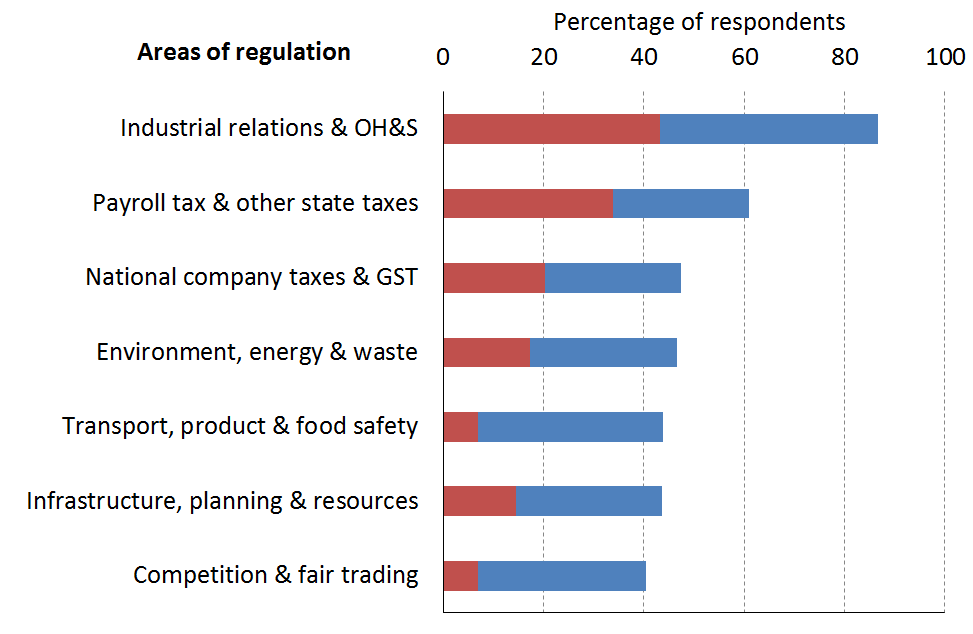 Percentage of respondents
Areas of regulation
0 20 40 60 80 100
Industrial relations & OH&S
Payroll tax & other state taxes
National company taxes & GST
Environment, energy & waste
Transport, product & food safety
Infrastructure, planning & resources
Competition & fair trading